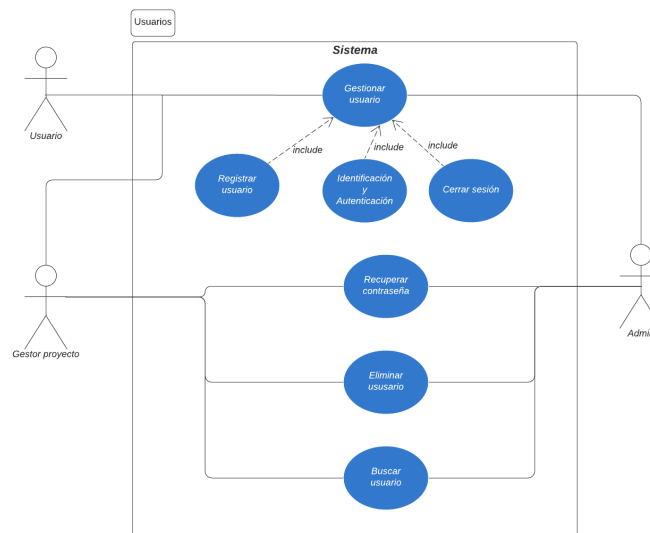 Usuarios
Sistema
Gestionar
usuario
Usuario
include
include
include
Registrar
usuario
Identificación
y
Autenticación
Cerrar sesión
Recuperar
contraseña
Gestor proyecto
Admin
Eliminar
ususario
Buscar
usuario